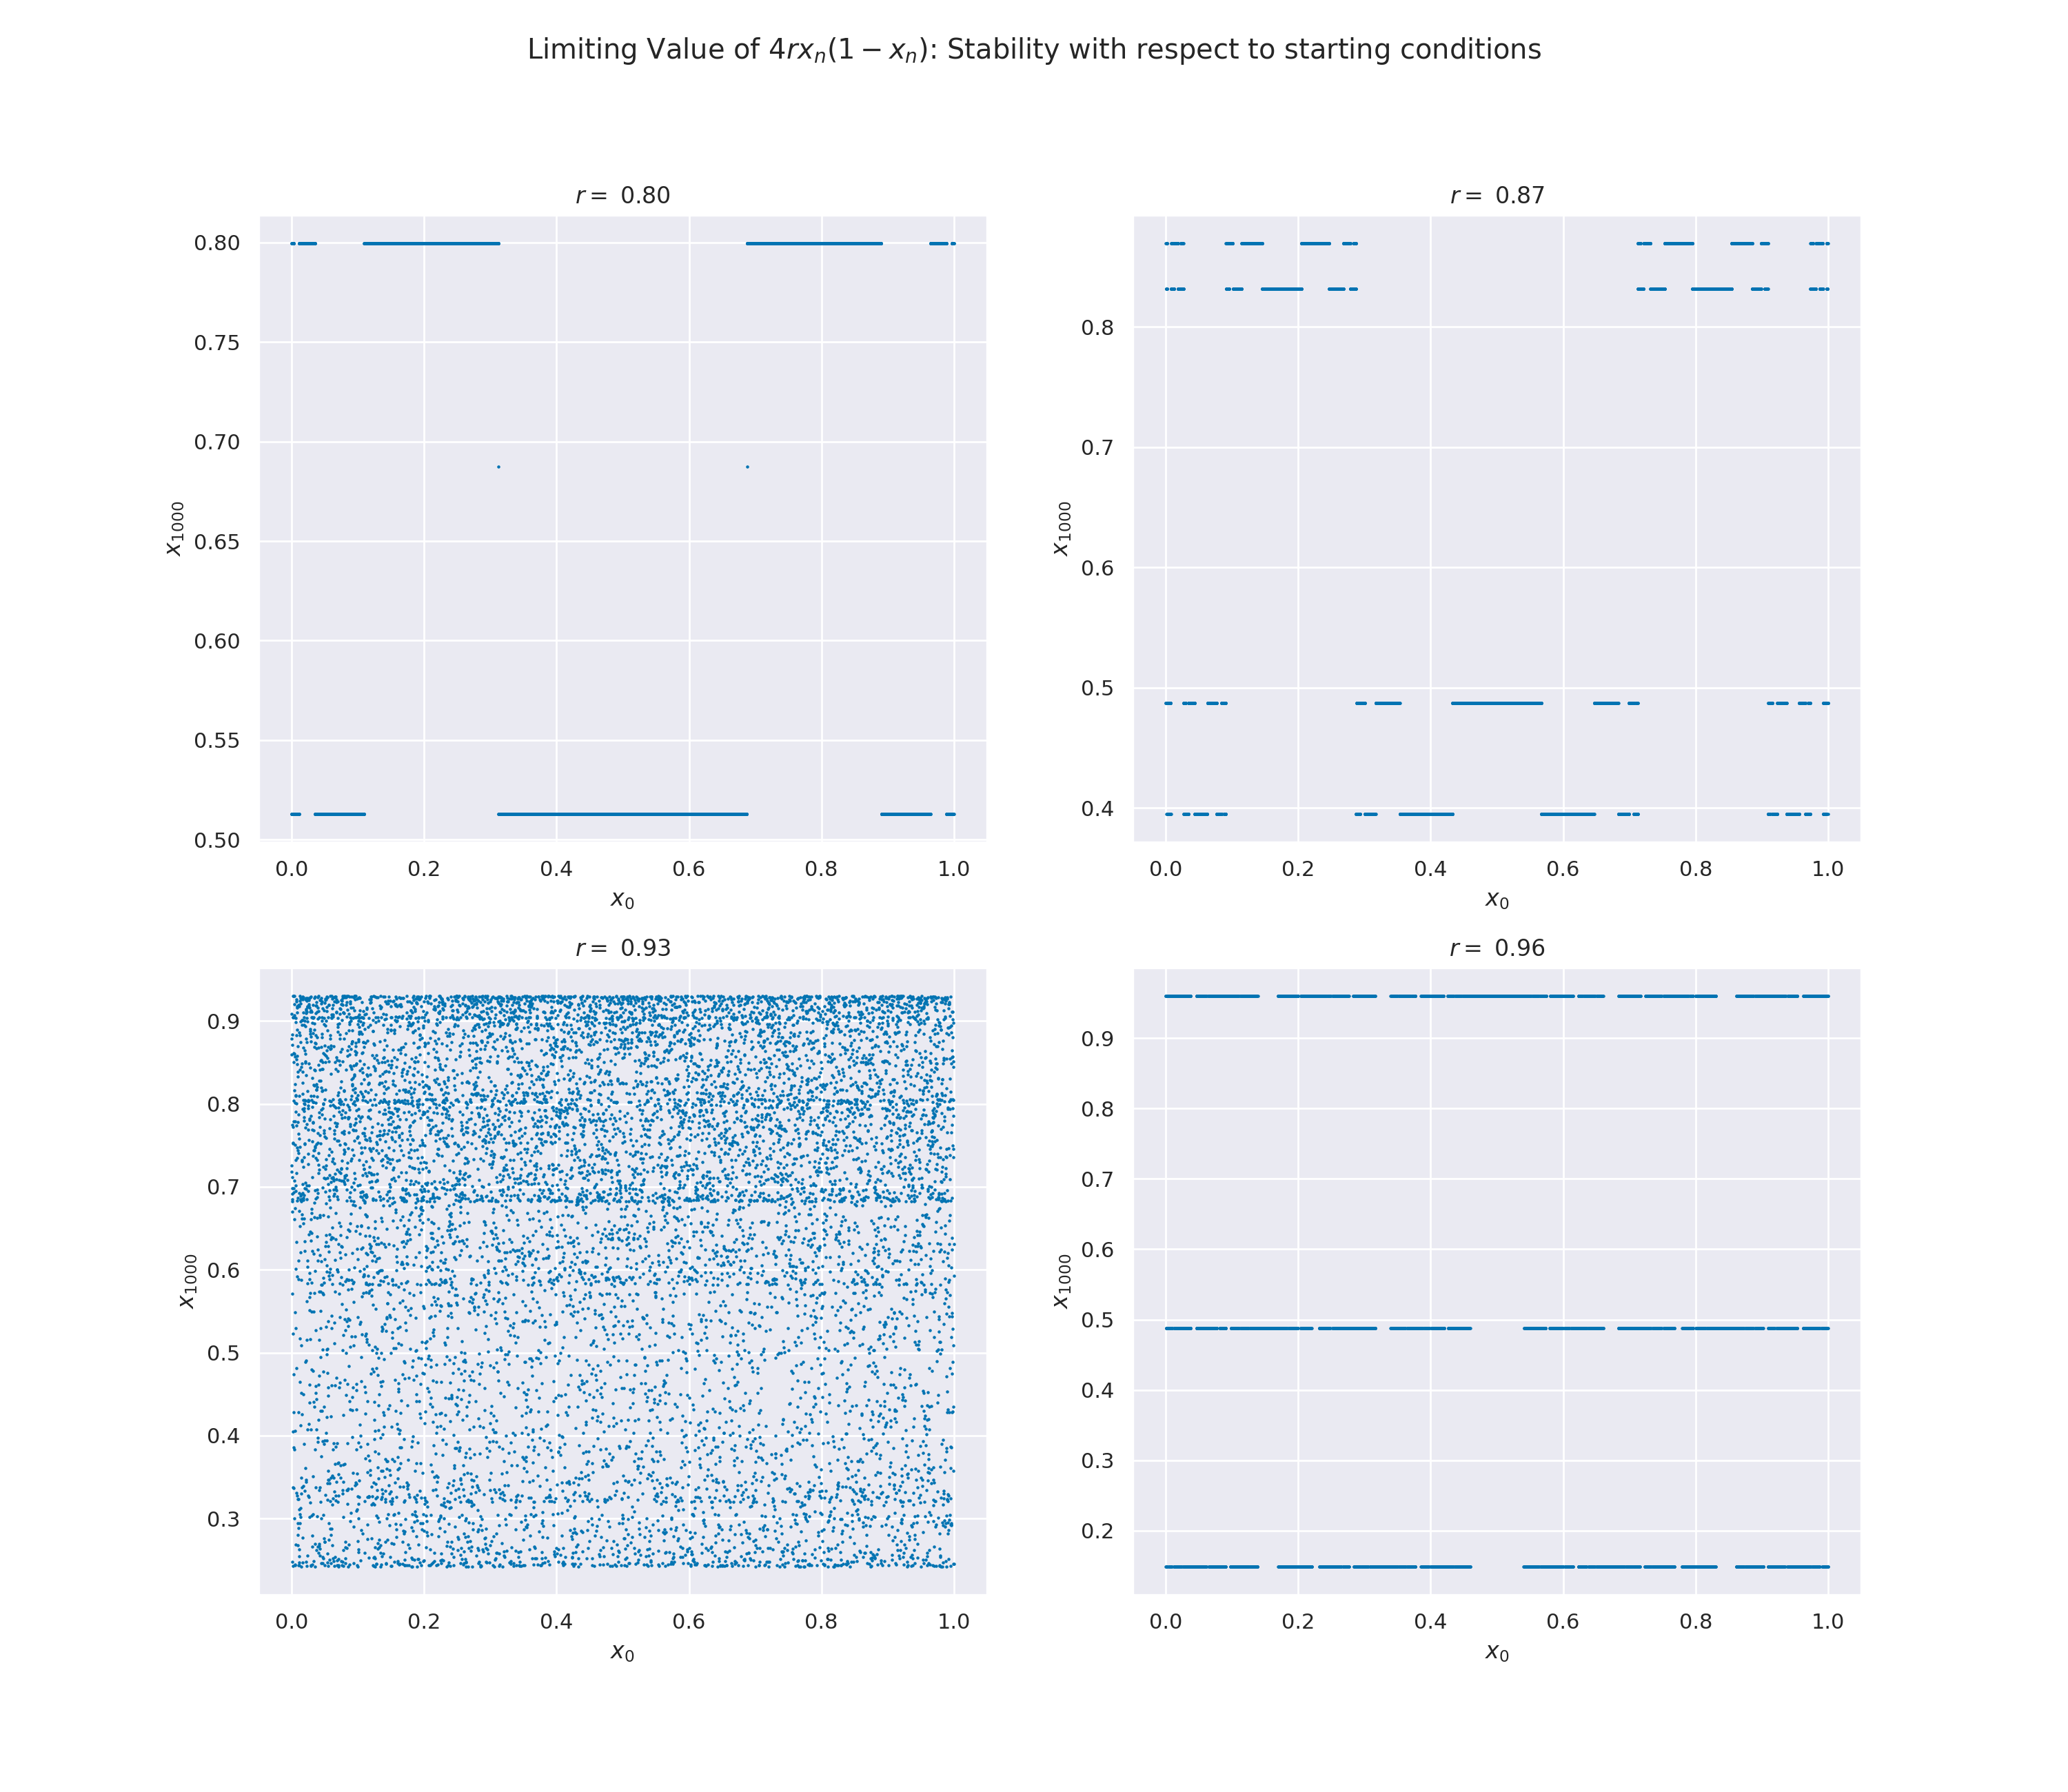 Limiting Value of 4rxₙ(1 − xₙ): Stability with respect to starting conditions
r = 0.80
0.80
0.75
0.70
0.65
0.60
0.55
0.50
x₁₀₀₀
0.0 0.2 0.4 0.6 0.8 1.0
x₀
r = 0.87
0.8
0.7
0.6
0.5
0.4
x₁₀₀₀
0.0 0.2 0.4 0.6 0.8 1.0
x₀
r = 0.93
0.9
0.8
0.7
0.6
0.5
0.4
0.3
x₁₀₀₀
0.0 0.2 0.4 0.6 0.8 1.0
x₀
r = 0.96
0.9
0.8
0.7
0.6
0.5
0.4
0.3
0.2
x₁₀₀₀
0.0 0.2 0.4 0.6 0.8 1.0
x₀